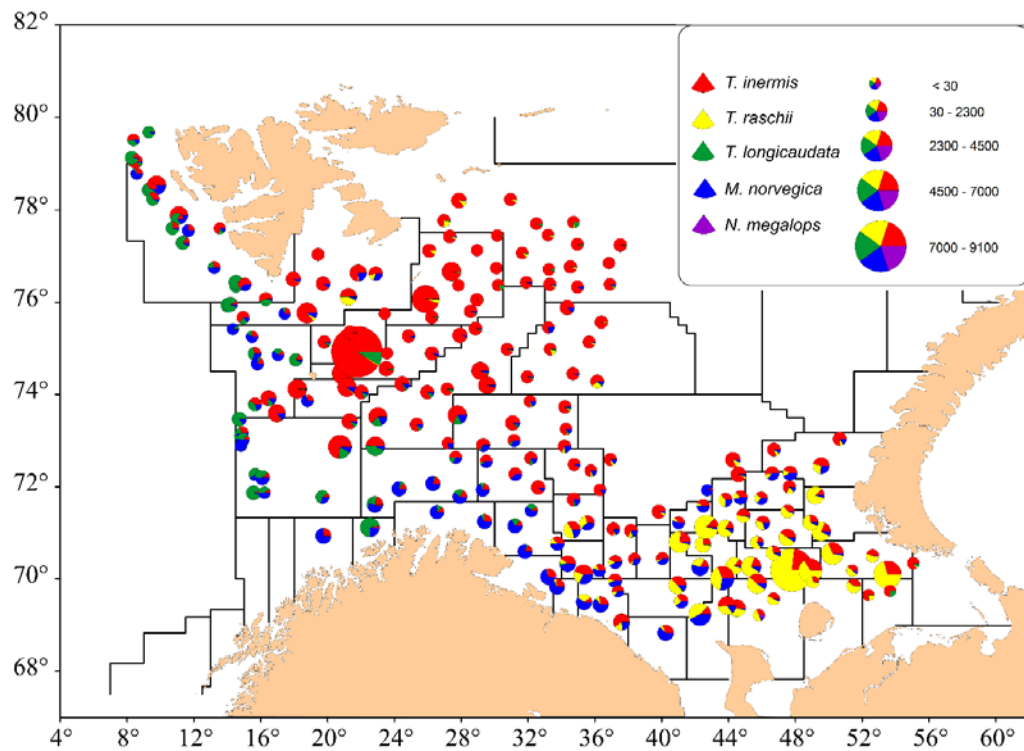 82°
80°
78°
76°
74°
72°
70°
68°
T. inermis
T. raschii
T. longicaudata
M. norvegica
N. megalops
< 30
30 - 2300
2300 - 4500
4500 - 7000
7000 - 9100
4° 8° 12° 16° 20° 24° 28° 32° 36° 40° 44° 48° 52° 56° 60°